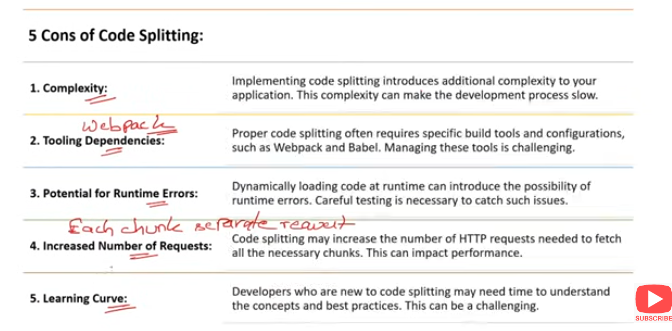 5 Cons of Code Splitting:
1. Complexity:
Implementing code splitting introduces additional complexity to your
application. This complexity can make the development process slow.
Webpack
2. Tooling Dependencies:
Proper code splitting often requires specific build tools and configurations,
such as Webpack and Babel. Managing these tools is challenging.
3. Potential for Runtime Errors:
Dynamically loading code at runtime can introduce the possibility of
runtime errors. Careful testing is necessary to catch such issues.
Each chunk separate
4. Increased Number of Requests:
Code splitting may increase the number of HTTP requests needed to fetch
all the necessary chunks. This can impact performance.
5. Learning Curve:
Developers who are new to code splitting may need time to understand
the concepts and best practices. This can be a challenging.
SUBSCRIBE